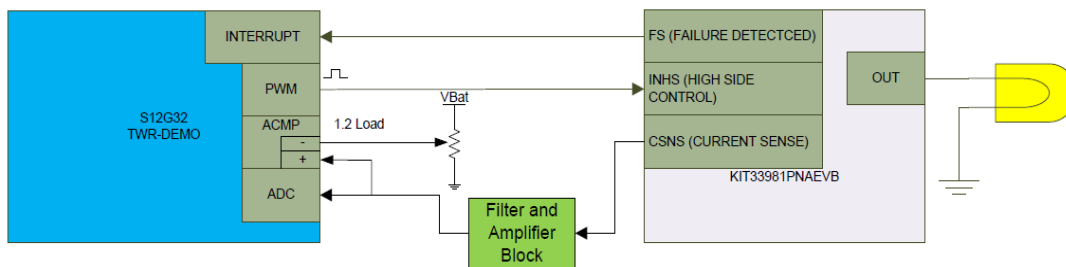 INTERRUPT
FS (FAILURE DETECTCED)
OUT
PWM
INHS (HIGH SIDE
CONTROL)
VBat
S12G32
TWR-DEMO
ACMP
1.2 Load
-
+
CSNS (CURRENT SENSE)
KIT33981PNAEVB
ADC
Filter and
Amplifier
Block